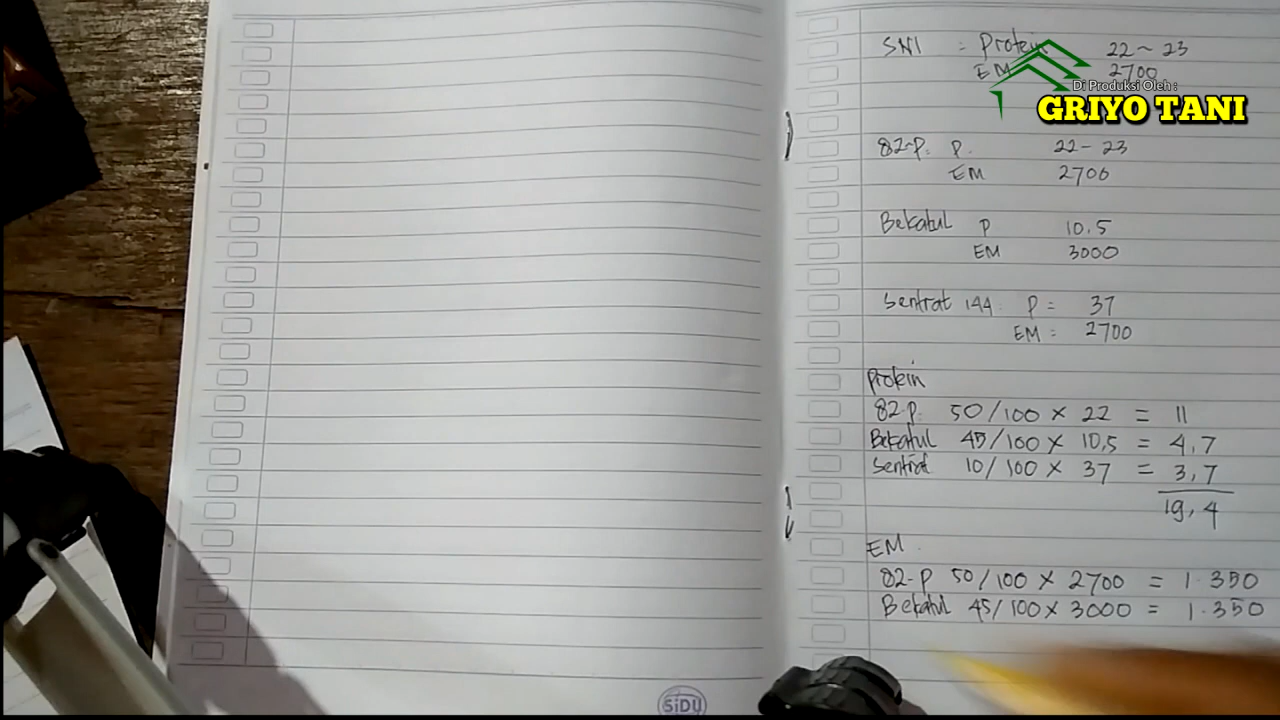 SNI : Protein 22 ~ 23
EM 2700
Di Produksi Oleh :
GRIYO TANI
82-P. P. 22 - 23
EM 2700
Bekatul P 10.5
EM 3000
Sentrat 144. P = 37
EM = 2700
Protein
82 P. 50/100 x 22 = 11
Bekatul 45/100 x 10,5 = 4,7
Sentrat 10/100 x 37 = 3,7
19,4
EM.
82-P 50/100 x 2700 = 1.350
Bekatul 45/100 x 3000 = 1.350
SiDU